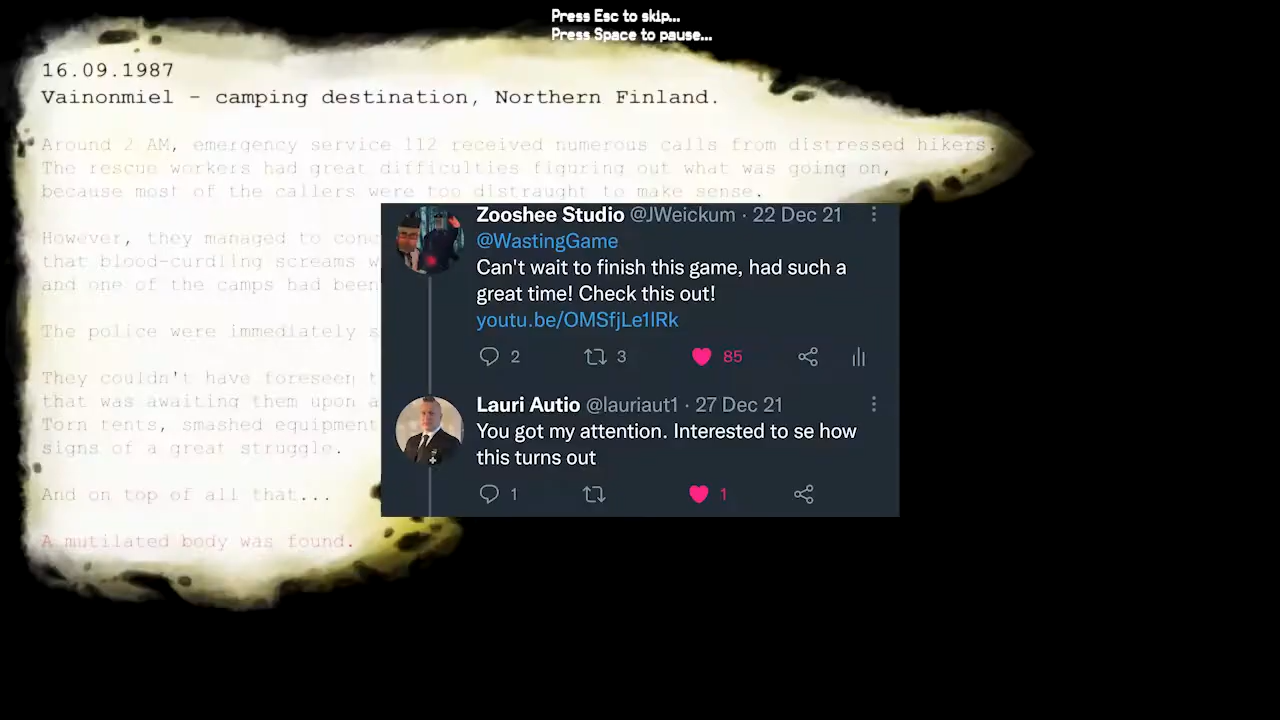 Press Esc to skip...
Press Space to pause...
16.09.1987
Vainonmiel - camping destination, Northern Finland.
Around 2 AM, emergency service 112 received numerous calls from distressed hikers.
The rescue workers had great difficulties figuring out what was going on,
because most of the callers were too distraught to make sense.
However, they managed to
that blood-curdling screams
and one of the camps had been
The police were immediately
They couldn't have foreseen
that was awaiting them upon
Torn tents, smashed equipment
signs of a great struggle.
And on top of all that...
A mutilated body was found.
Zooshee Studio @JWeickum · 22 Dec 21
@WastingGame
Can't wait to finish this game, had such a
great time! Check this out!
youtu.be/OMSfjLe1lRk
2 3 85
Lauri Autio @lauriaut1 · 27 Dec 21
You got my attention. Interested to se how
this turns out
1 1